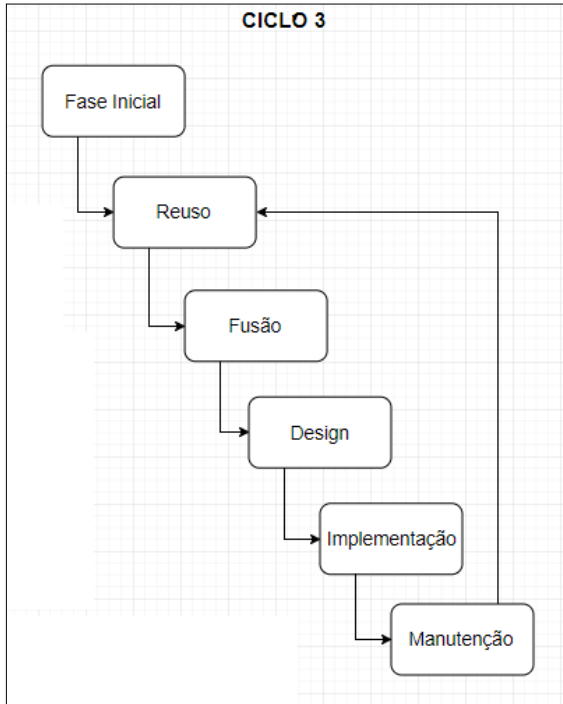 CICLO 3
Fase Inicial
Reuso
Fusão
Design
Implementação
Manutenção